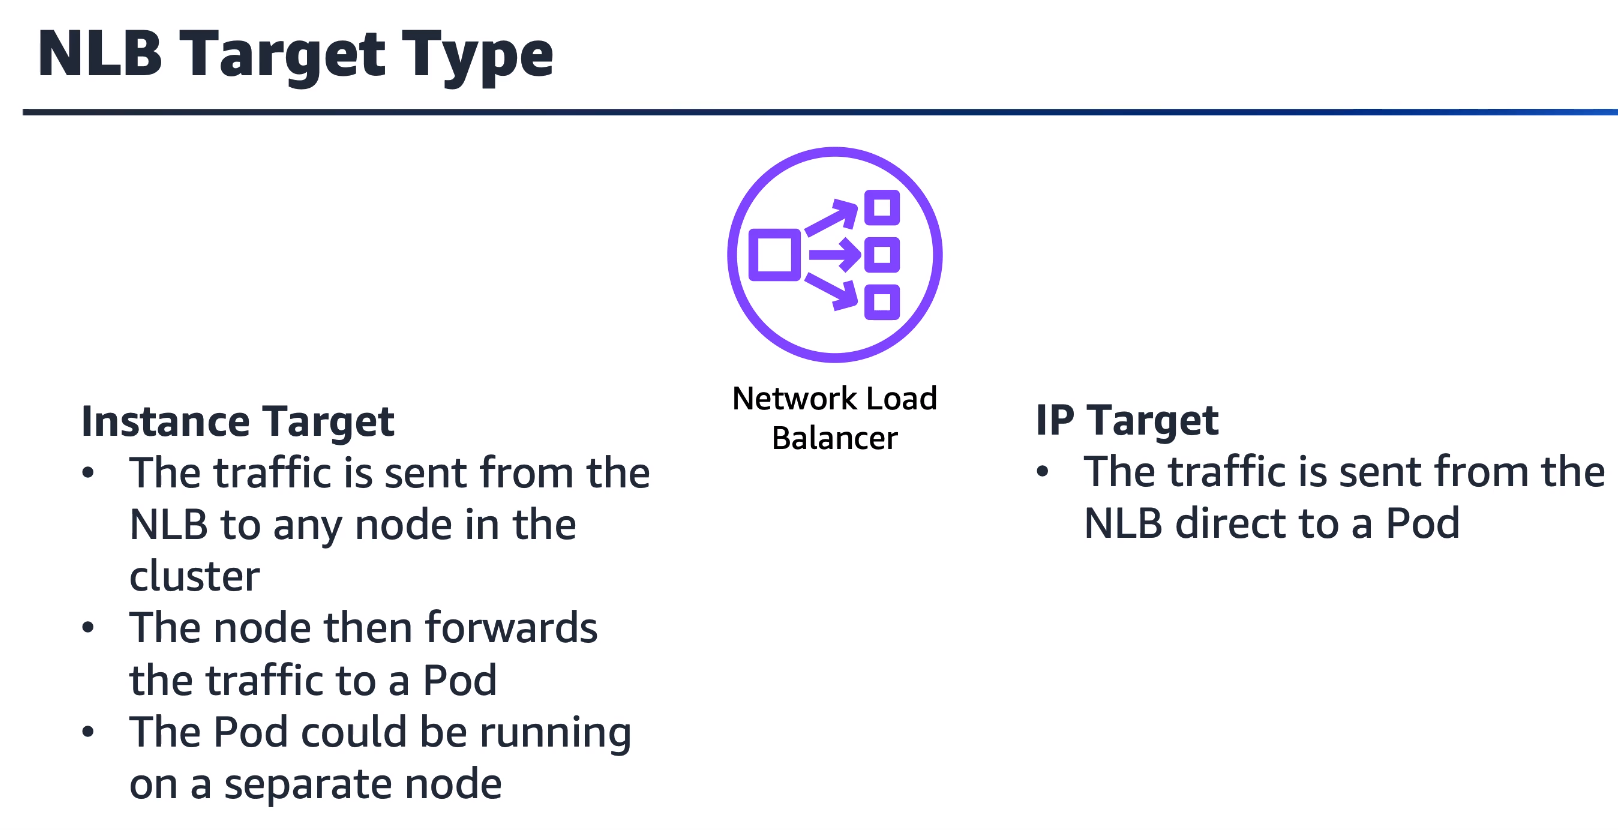 NLB Target Type
Network Load
Balancer
Instance Target
• The traffic is sent from the
NLB to any node in the
cluster
• The node then forwards
the traffic to a Pod
• The Pod could be running
on a separate node
IP Target
• The traffic is sent from the
NLB direct to a Pod